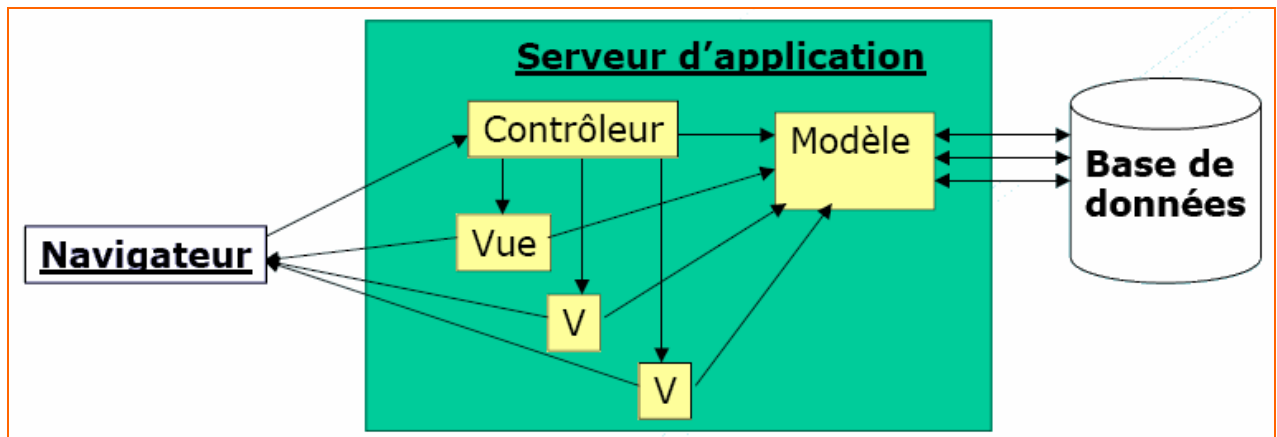 Serveur d’application
Contrôleur
Modèle
Base de
données
Navigateur
Vue
V
V